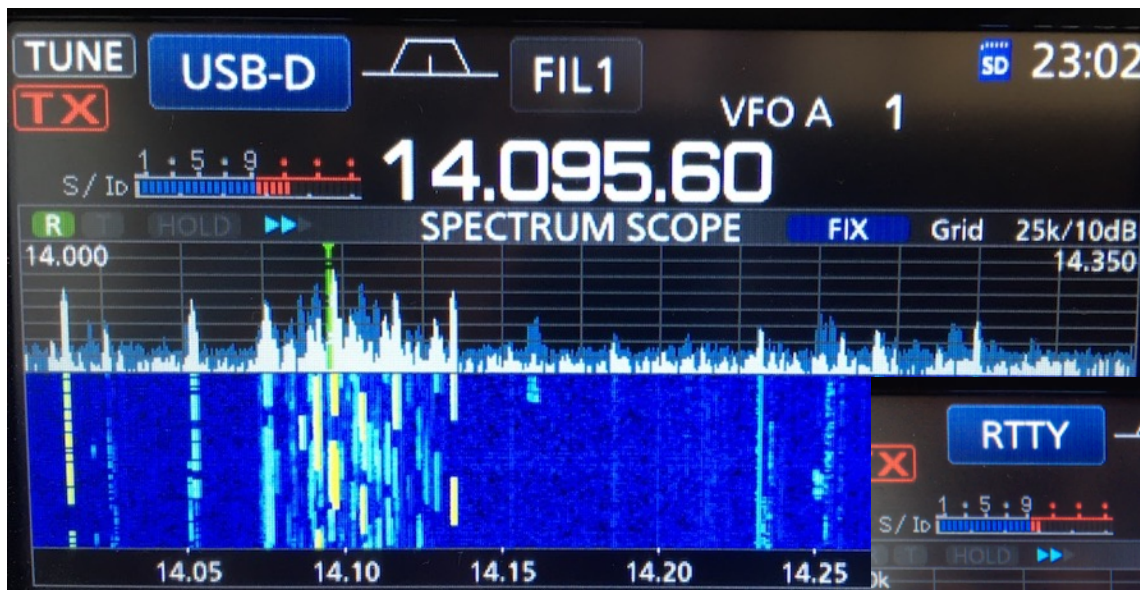 TUNE USB-D FIL1 SD 23:02
TX VFO A 1
1 5 9
S/ID 14.095.60
R T HOLD SPECTRUM SCOPE FIX Grid 25k/10dB
14.000 14.350
RTTY
X
1 5 9
S/ID
T HOLD
0k
14.05 14.10 14.15 14.20 14.25